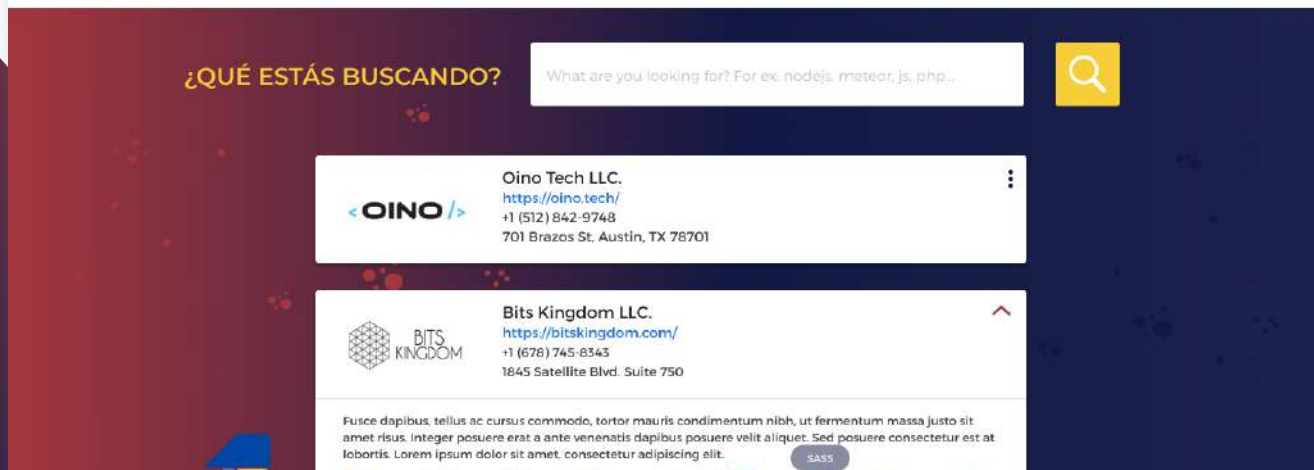 ¿QUÉ ESTÁS BUSCANDO?
What are you looking for? For ex: nodejs, meteor, js, php...
<OINO/>
Oino Tech LLC.
https://oino.tech/
+1 (512) 842-9748
701 Brazos St, Austin, TX 78701
BITS
KINGDOM
Bits Kingdom LLC.
https://bitskingdom.com/
+1 (678) 745-8343
1845 Satellite Blvd. Suite 750
Fusce dapibus, tellus ac cursus commodo, tortor mauris condimentum nibh, ut fermentum massa justo sit
amet risus. Integer posuere erat a ante venenatis dapibus posuere velit aliquet. Sed posuere consectetur est at
lobortis. Lorem ipsum dolor sit amet, consectetur adipiscing elit.
SASS